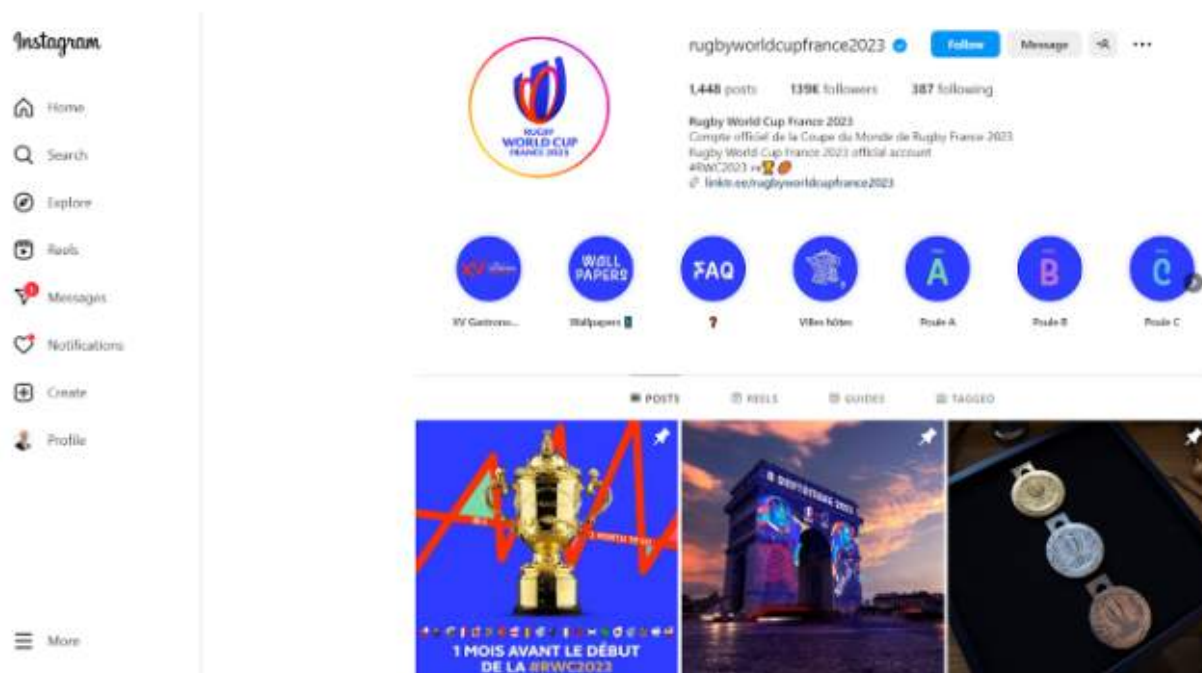 Instagram
Home
Search
Explore
Reels
1
Messages
Notifications
Create
Profile
More
RUGBY
WORLD CUP
FRANCE 2023
rugbyworldcupfrance2023
Follow
Message
1,448 posts 139K followers 387 following
Rugby World Cup France 2023
Compte officiel de la Coupe du Monde de Rugby France 2023
Rugby World Cup France 2023 official account
#RWC2023
linktr.ee/rugbyworldcupfrance2023
XV
WALL
PAPERS
FAQ
A
B
C
XV Gastrono...
Wallpapers
Villes hôtes
Poule A
Poule B
Poule C
POSTS REELS GUIDES TAGGED
1 MOIS AVANT LE DÉBUT
DE LA #RWC2023
8 SEPTEMBRE 2023